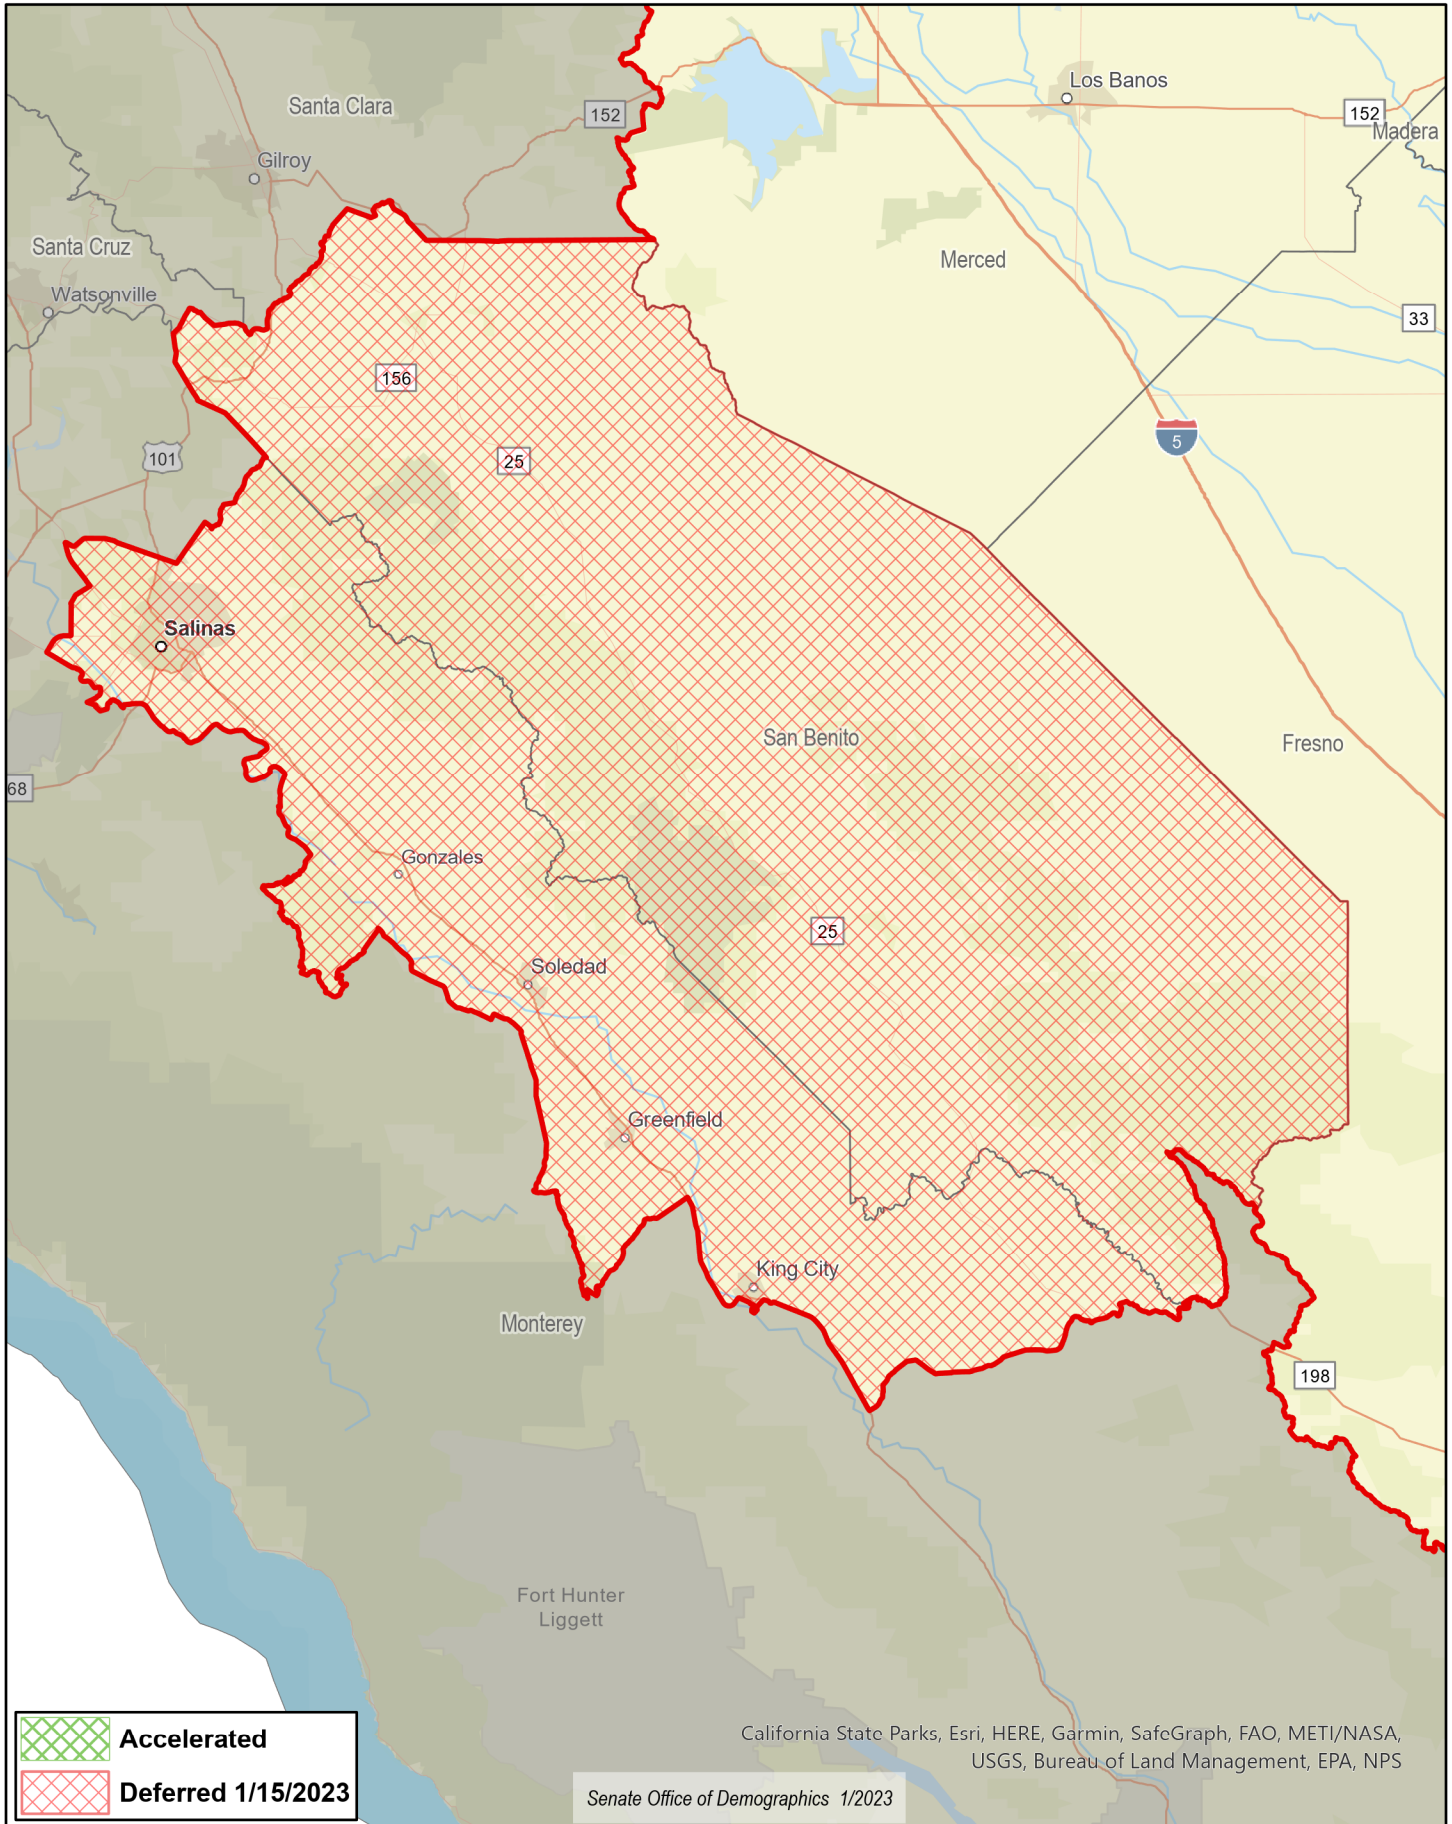 Los Banos
Santa Clara
152
152
Madera
Gilroy
Santa Cruz
Merced
Watsonville
33
156
5
101
25
Salinas
San Benito
Fresno
68
Gonzales
25
Soledad
Greenfield
King City
Monterey
198
Fort Hunter
Liggett
Accelerated
Deferred 1/15/2023
California State Parks, Esri, HERE, Garmin, SafeGraph, FAO, METI/NASA,
USGS, Bureau of Land Management, EPA, NPS
Senate Office of Demographics 1/2023